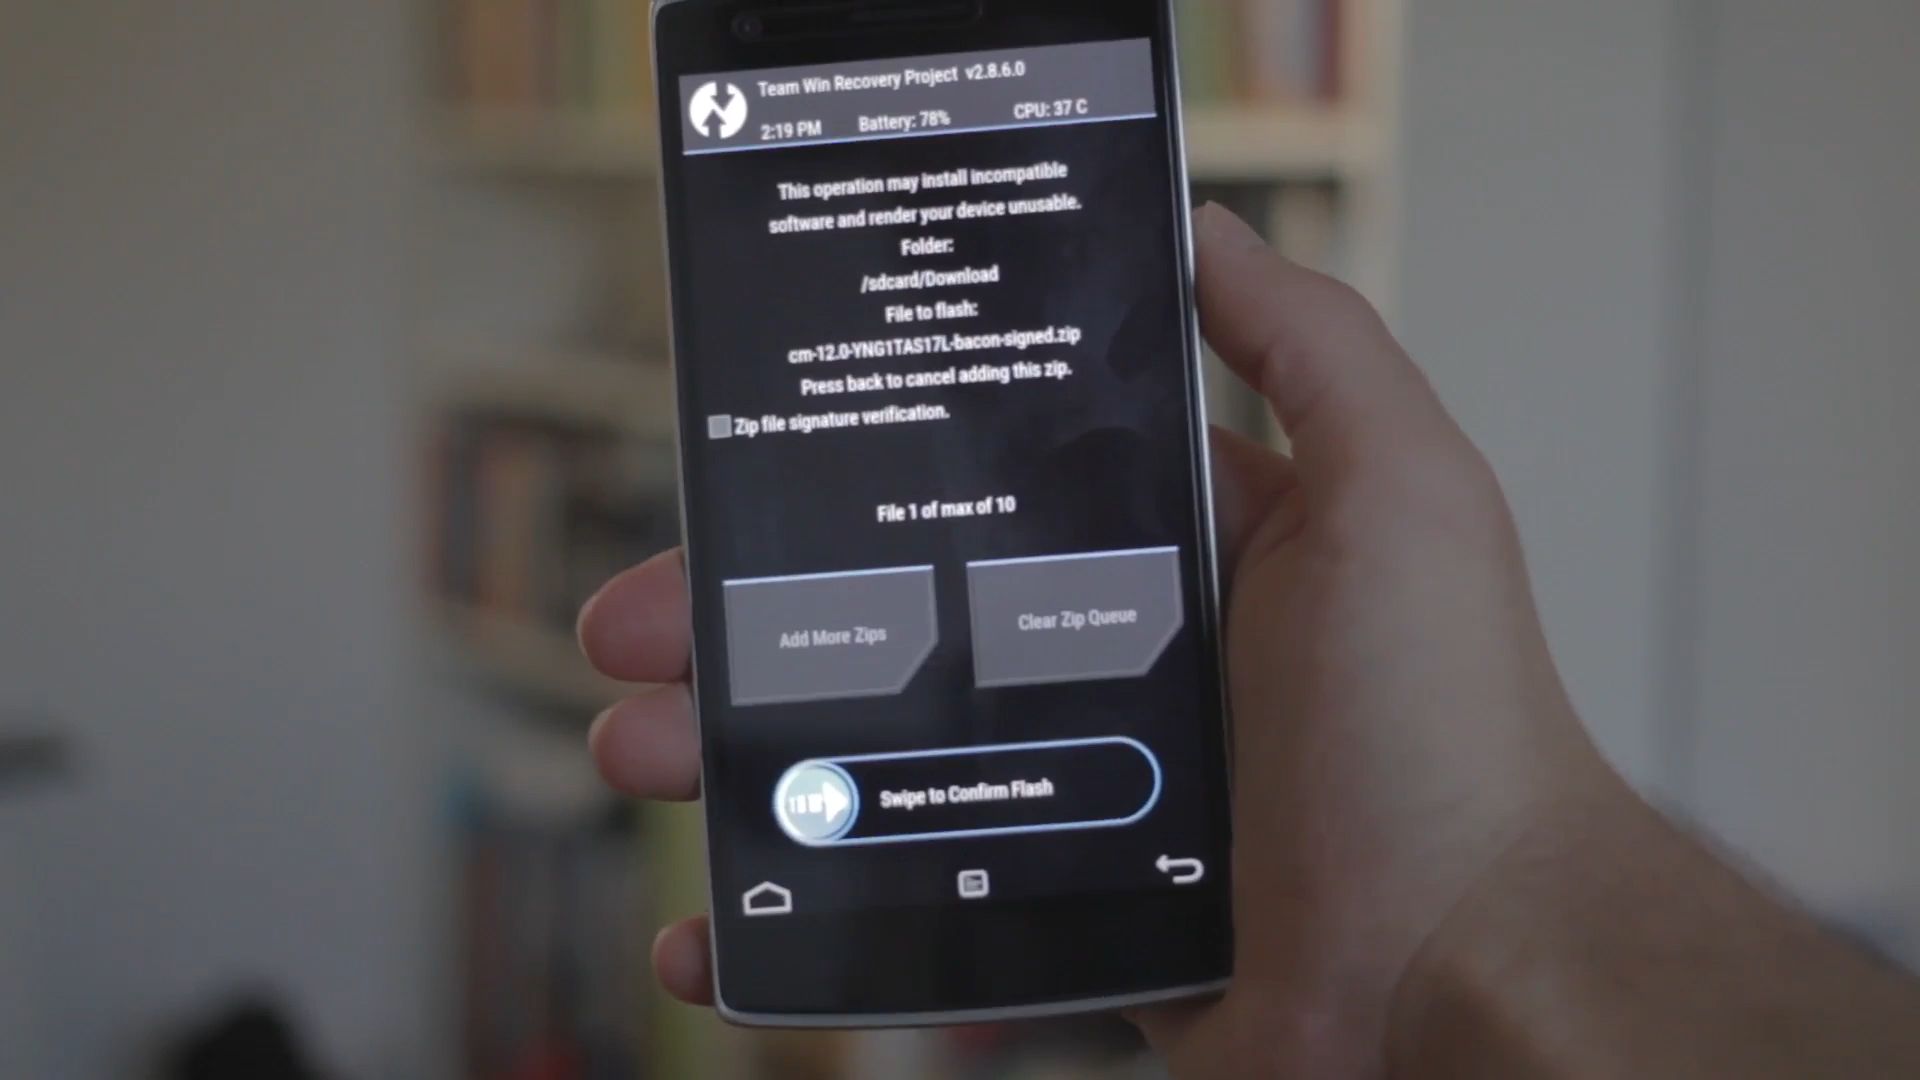 Team Win Recovery Project v2.8.6.0
2:19 PM Battery: 78% CPU: 37 C
This operation may install incompatible
software and render your device unusable.
Folder:
/sdcard/Download
File to flash:
cm-12.0-YNG1TAS17L-bacon-signed.zip
Press back to cancel adding this zip.
Zip file signature verification.
File 1 of max of 10
Add More Zips
Clear Zip Queue
Swipe to Confirm Flash